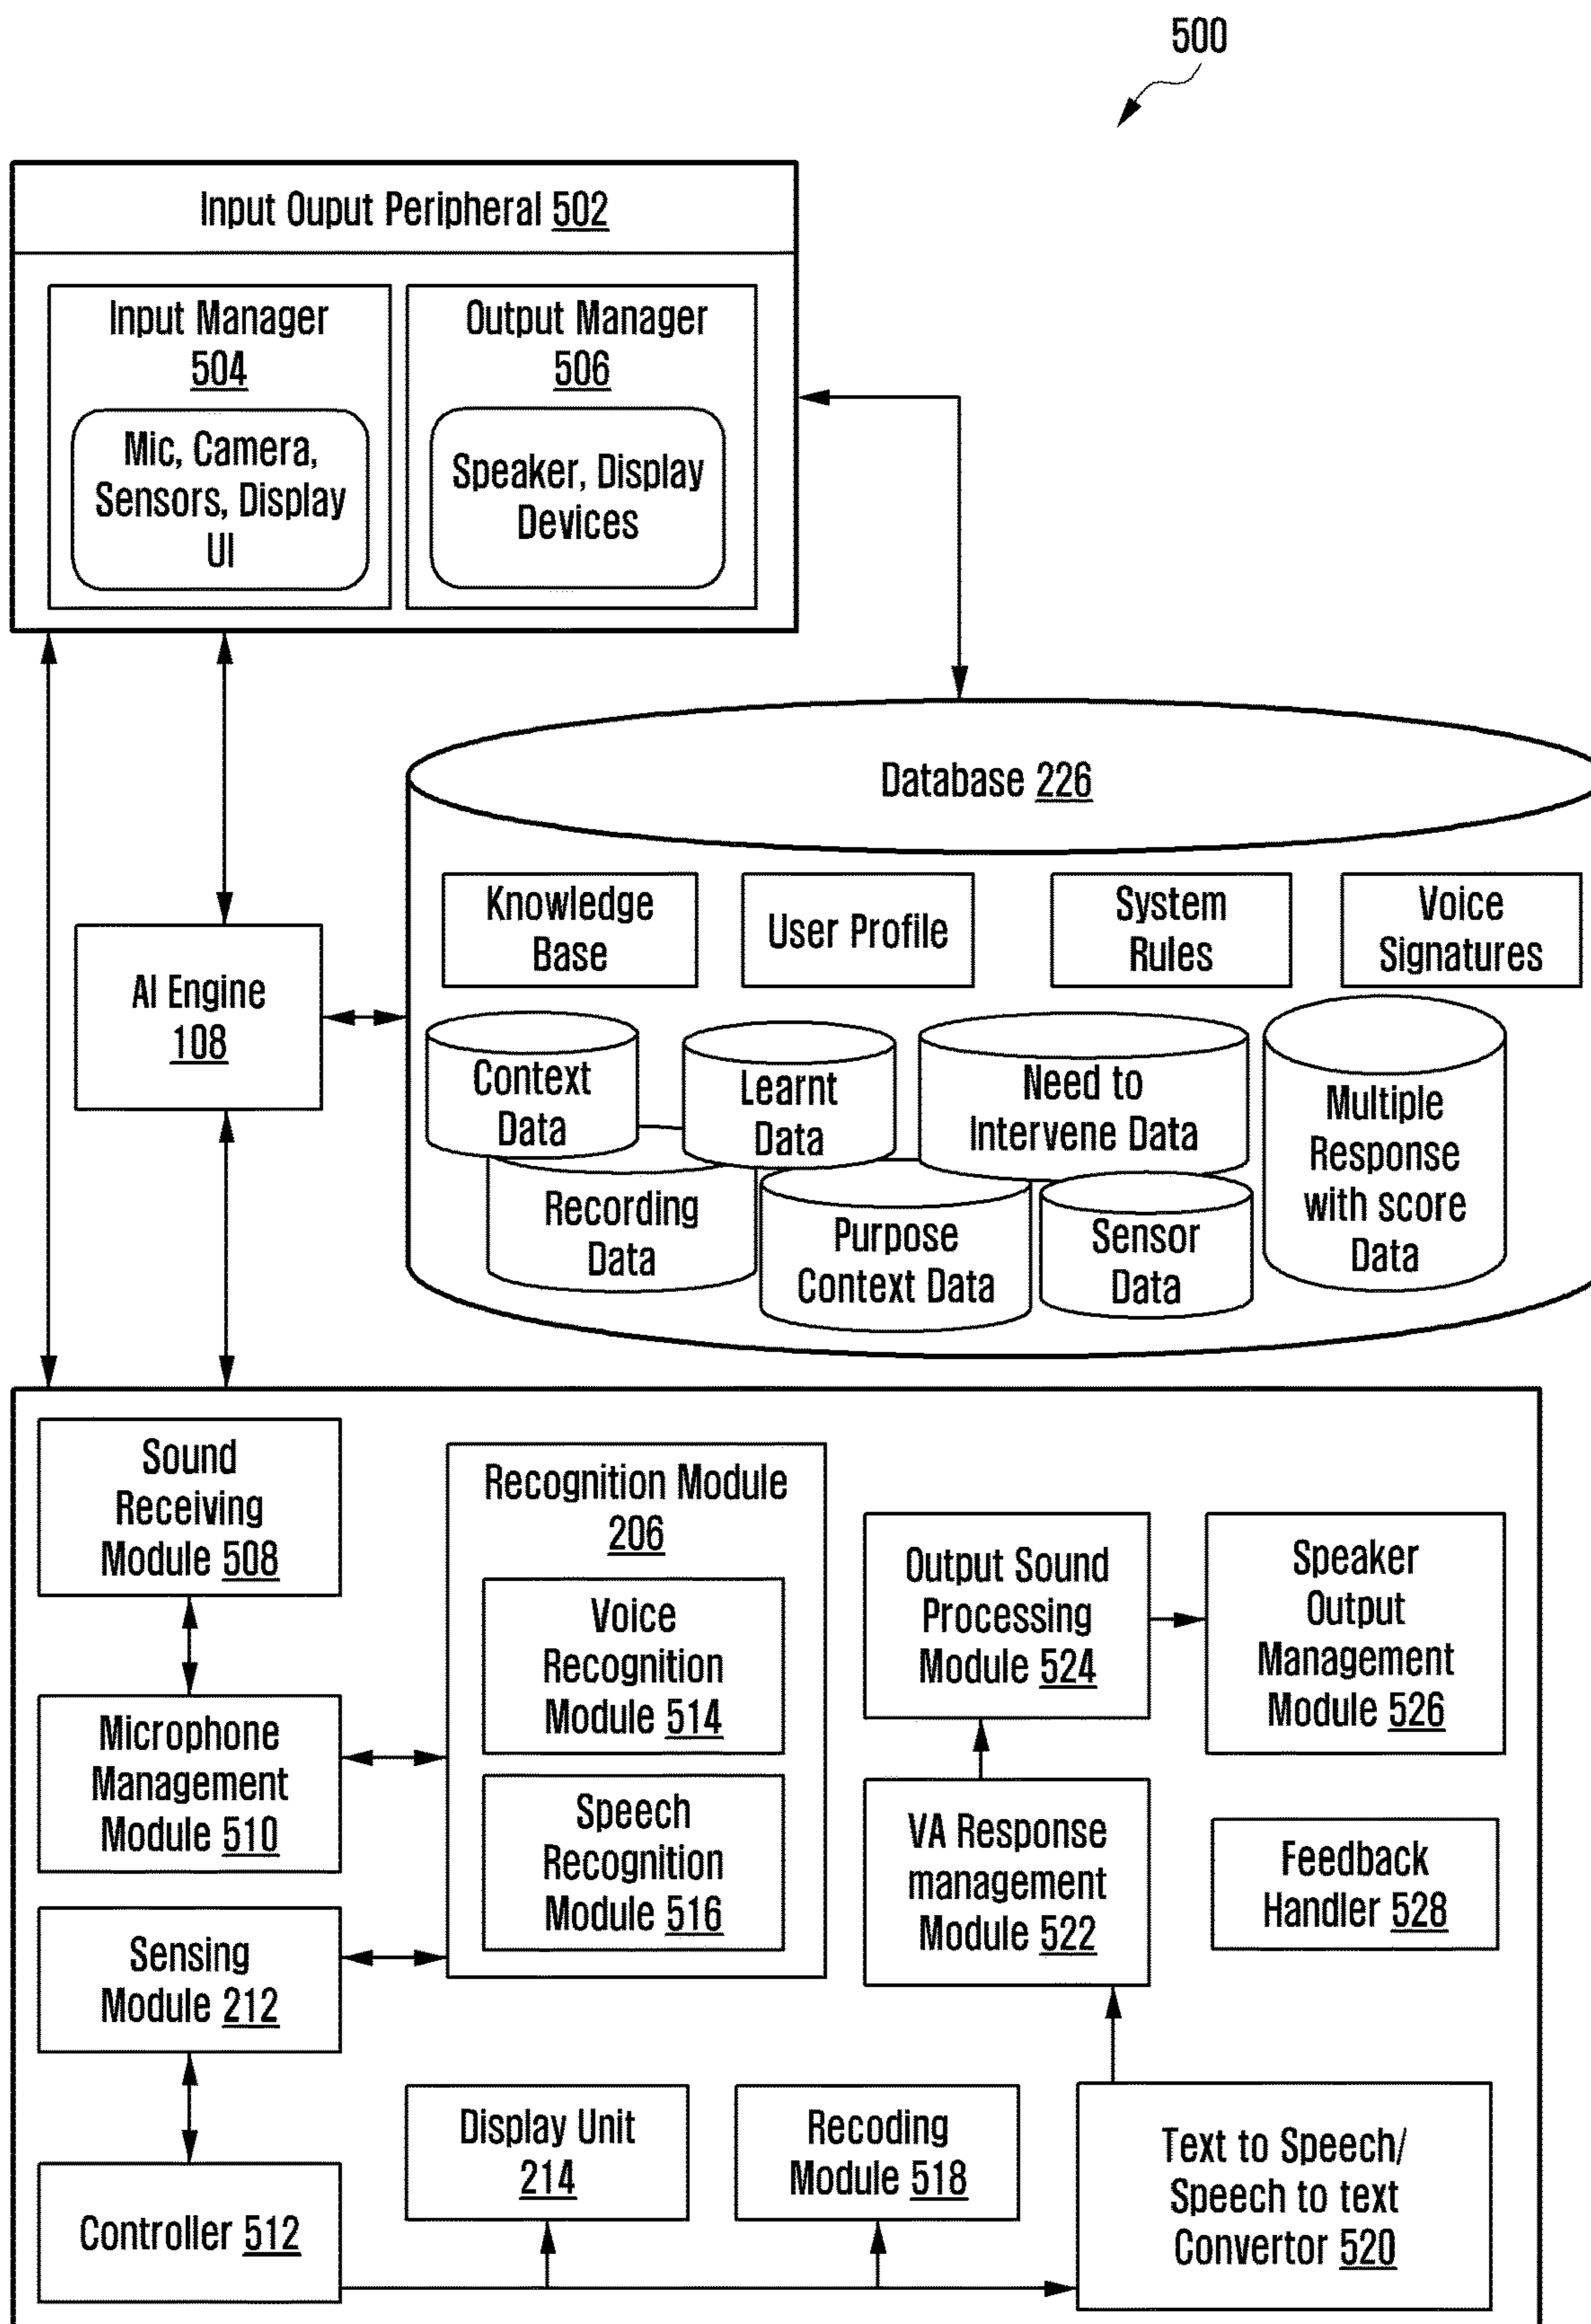 500
Input Ouput Peripheral 502
Input Manager
504
Mic, Camera,
Sensors, Display
UI
Output Manager
506
Speaker, Display
Devices
Database 226
Knowledge
Base
User Profile
System
Rules
Voice
Signatures
AI Engine
108
Context
Data
Learnt
Data
Need to
Intervene Data
Multiple
Response
with score
Data
Recording
Data
Purpose
Context Data
Sensor
Data
Sound
Receiving
Module 508
Microphone
Management
Module 510
Sensing
Module 212
Controller 512
Recognition Module
206
Voice
Recognition
Module 514
Speech
Recognition
Module 516
Output Sound
Processing
Module 524
Speaker
Output
Management
Module 526
VA Response
management
Module 522
Feedback
Handler 528
Display Unit
214
Recoding
Module 518
Text to Speech/
Speech to text
Convertor 520